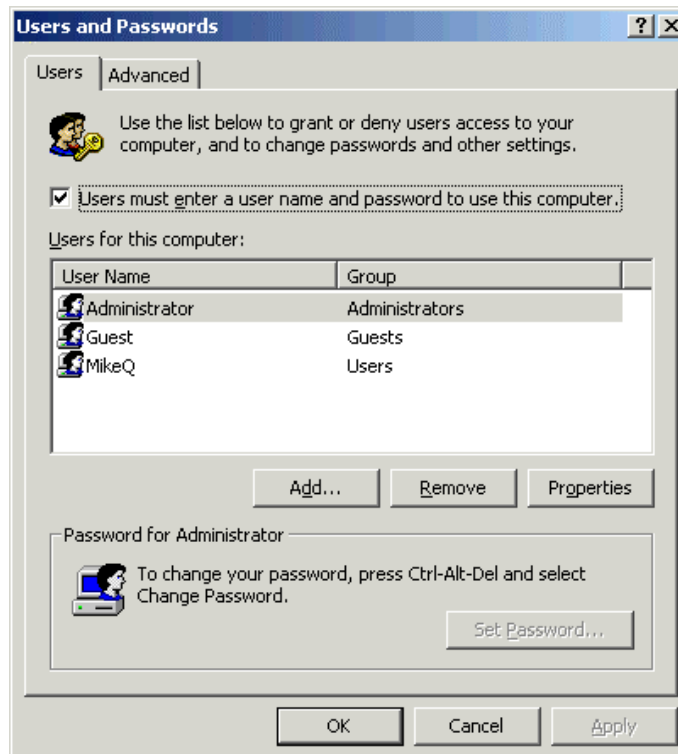 Users and Passwords
Users
Advanced
Use the list below to grant or deny users access to your
computer, and to change passwords and other settings.
Users must enter a user name and password to use this computer.
Users for this computer:
User Name Group
Administrator Administrators
Guest Guests
MikeQ Users
Add... Remove Properties
Password for Administrator
To change your password, press Ctrl-Alt-Del and select
Change Password.
Set Password...
OK Cancel Apply